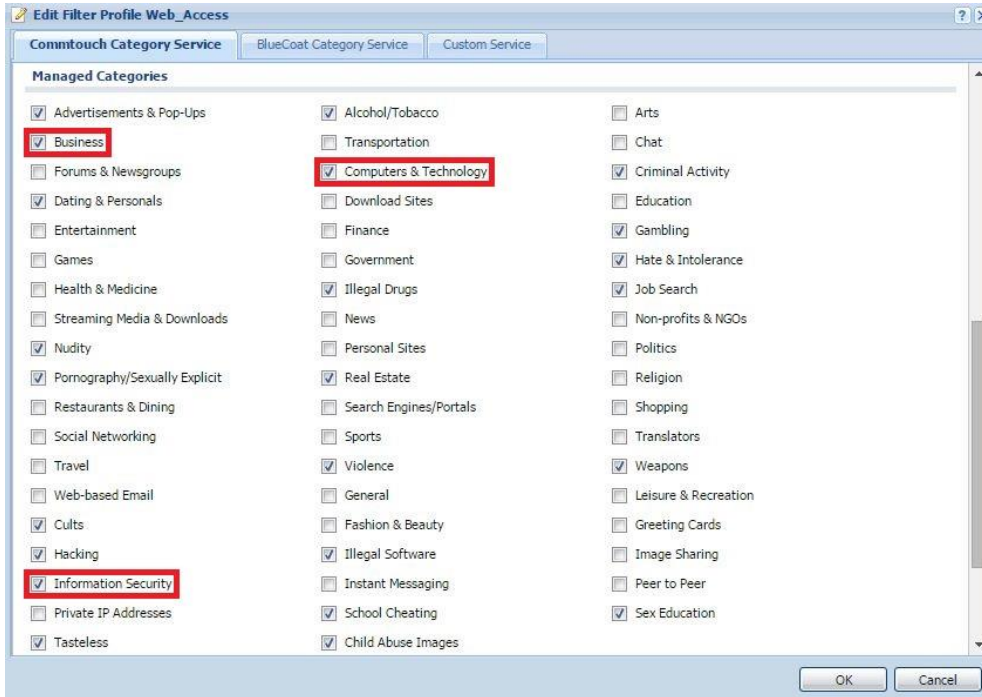 Edit Filter Profile Web_Access
?
Commtouch Category Service BlueCoat Category Service Custom Service
Managed Categories
Advertisements & Pop-Ups Alcohol/Tobacco Arts
Business Transportation Chat
Forums & Newsgroups Computers & Technology Criminal Activity
Dating & Personals Download Sites Education
Entertainment Finance Gambling
Games Government Hate & Intolerance
Health & Medicine Illegal Drugs Job Search
Streaming Media & Downloads News Non-profits & NGOs
Nudity Personal Sites Politics
Pornography/Sexually Explicit Real Estate Religion
Restaurants & Dining Search Engines/Portals Shopping
Social Networking Sports Translators
Travel Violence Weapons
Web-based Email General Leisure & Recreation
Cults Fashion & Beauty Greeting Cards
Hacking Illegal Software Image Sharing
Information Security Instant Messaging Peer to Peer
Private IP Addresses School Cheating Sex Education
Tasteless Child Abuse Images
OK Cancel